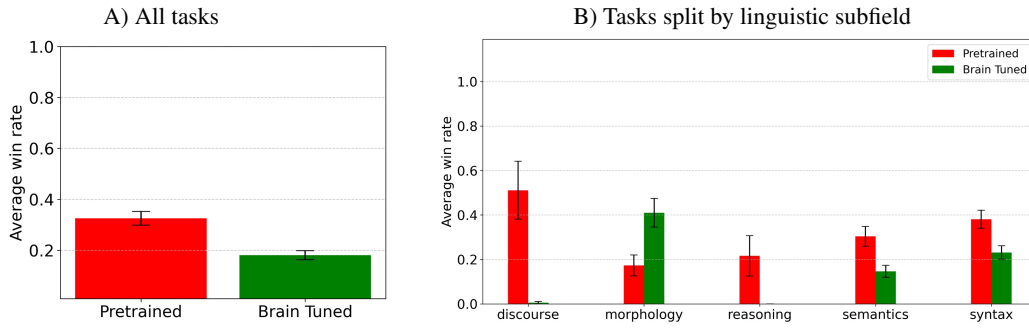 A) All tasks
1.0
0.8
0.6
0.4
0.2
Average win rate
Pretrained
Brain Tuned
B) Tasks split by linguistic subfield
Pretrained
Brain Tuned
1.0
0.8
0.6
0.4
0.2
0.0
Average win rate
discourse
morphology
reasoning
semantics
syntax